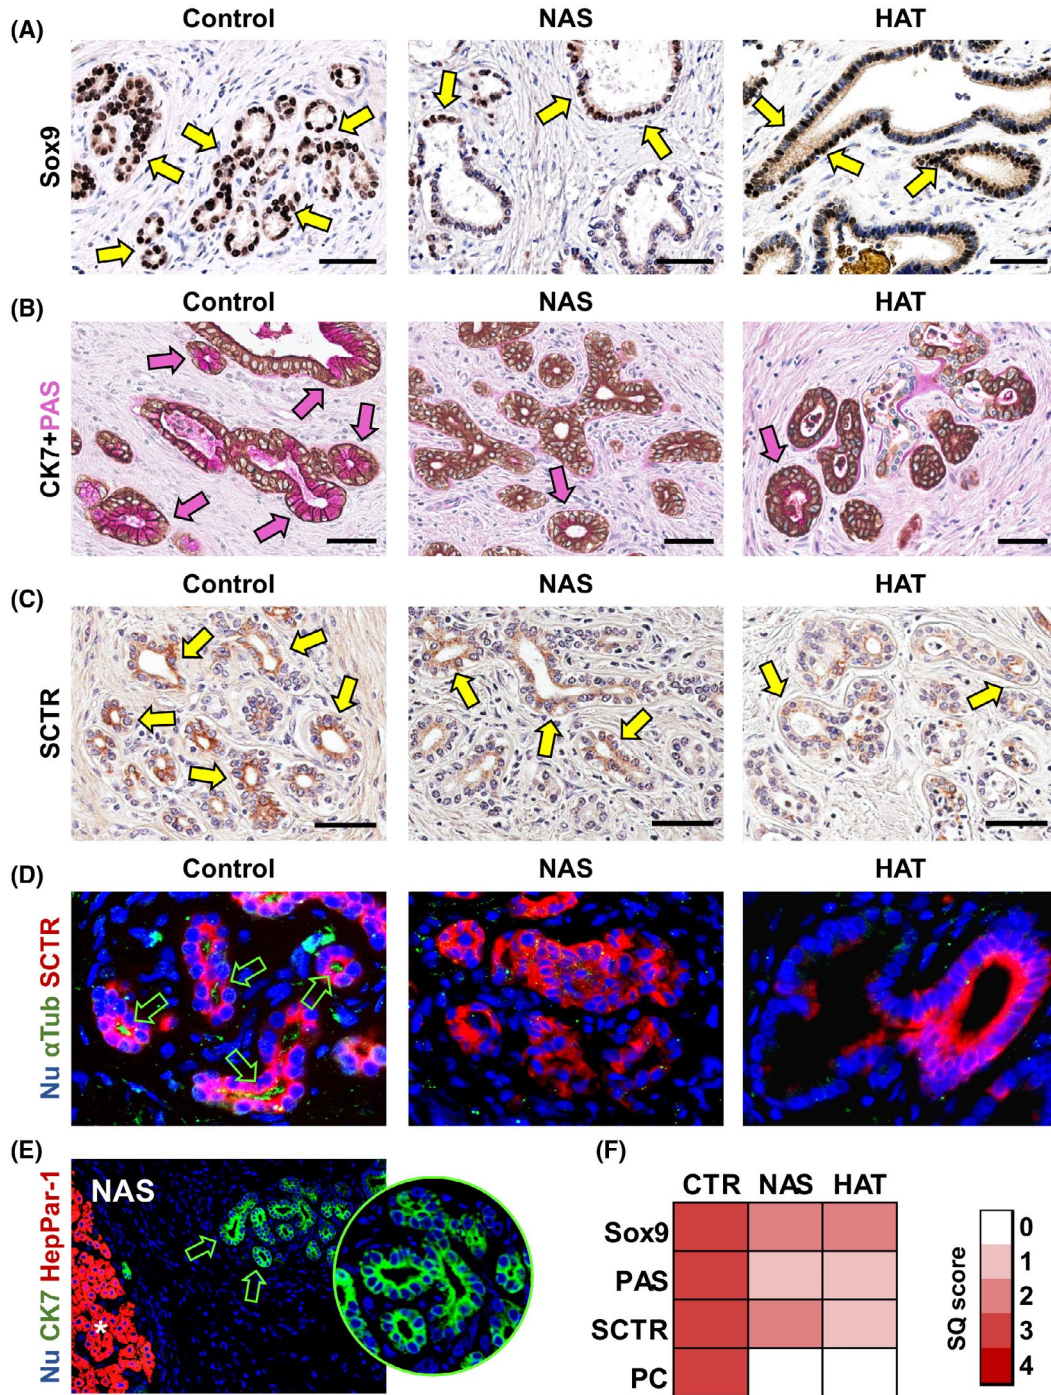 (A)
Control NAS HAT
Sox9
(B)
Control NAS HAT
CK7+PAS
(C)
Control NAS HAT
SCTR
(D)
Control NAS HAT
Nu αTub SCTR
(E)
NAS
*
Nu CK7 HepPar-1
(F)
CTR NAS HAT
Sox9
PAS
SCTR
PC
SQ score
0
1
2
3
4